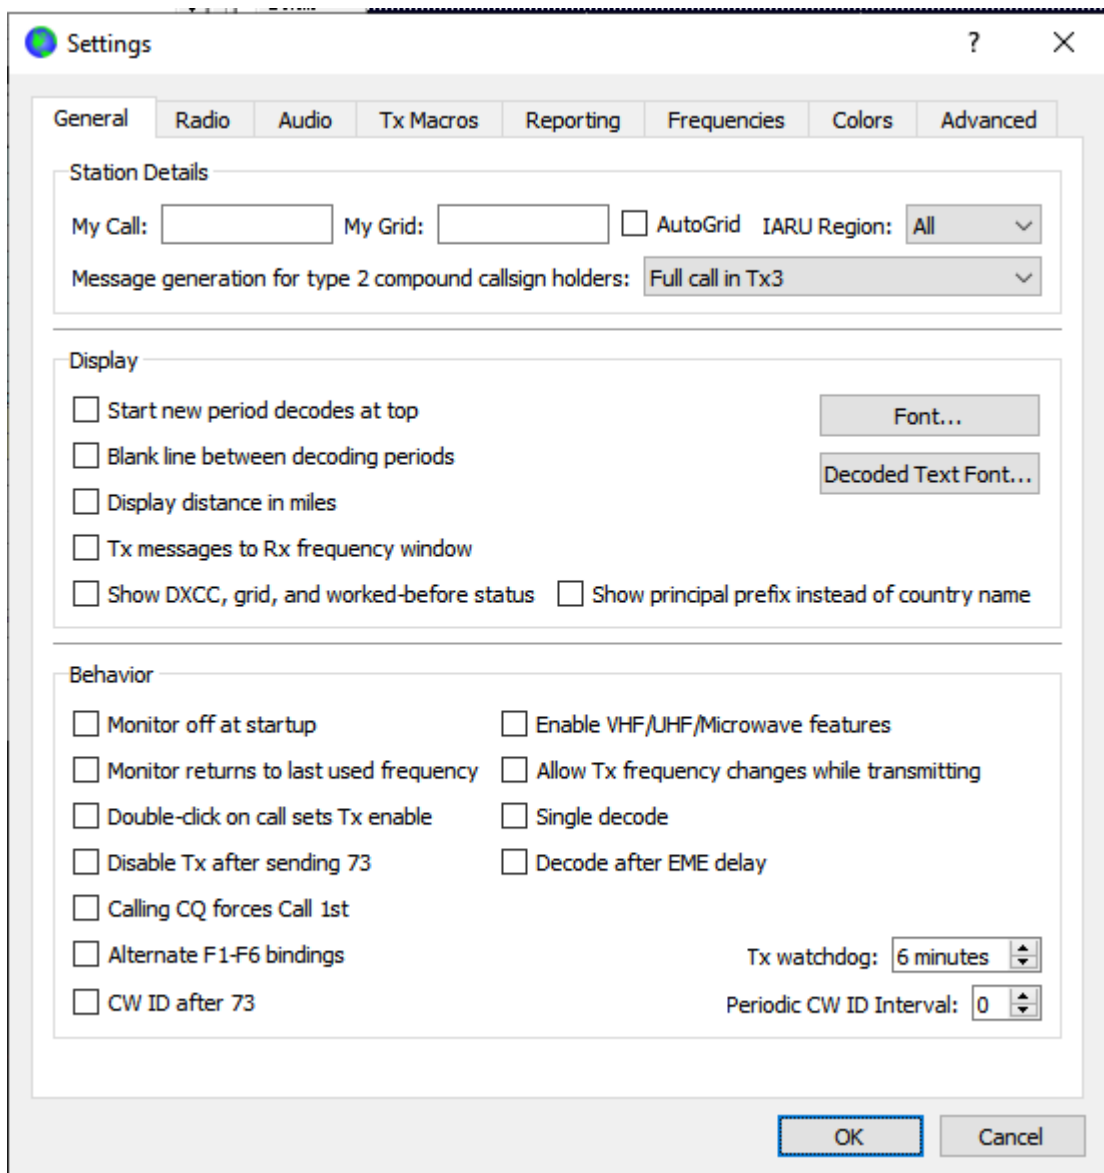 Settings
General Radio Audio Tx Macros Reporting Frequencies Colors Advanced
Station Details
My Call: My Grid: AutoGrid IARU Region: All
Message generation for type 2 compound callsign holders: Full call in Tx3
Display
Start new period decodes at top Font...
Blank line between decoding periods
Decoded Text Font...
Display distance in miles
Tx messages to Rx frequency window
Show DXCC, grid, and worked-before status Show principal prefix instead of country name
Behavior
Monitor off at startup Enable VHF/UHF/Microwave features
Monitor returns to last used frequency Allow Tx frequency changes while transmitting
Double-click on call sets Tx enable Single decode
Disable Tx after sending 73 Decode after EME delay
Calling CQ forces Call 1st
Alternate F1-F6 bindings Tx watchdog: 6 minutes
CW ID after 73 Periodic CW ID Interval: 0
OK Cancel